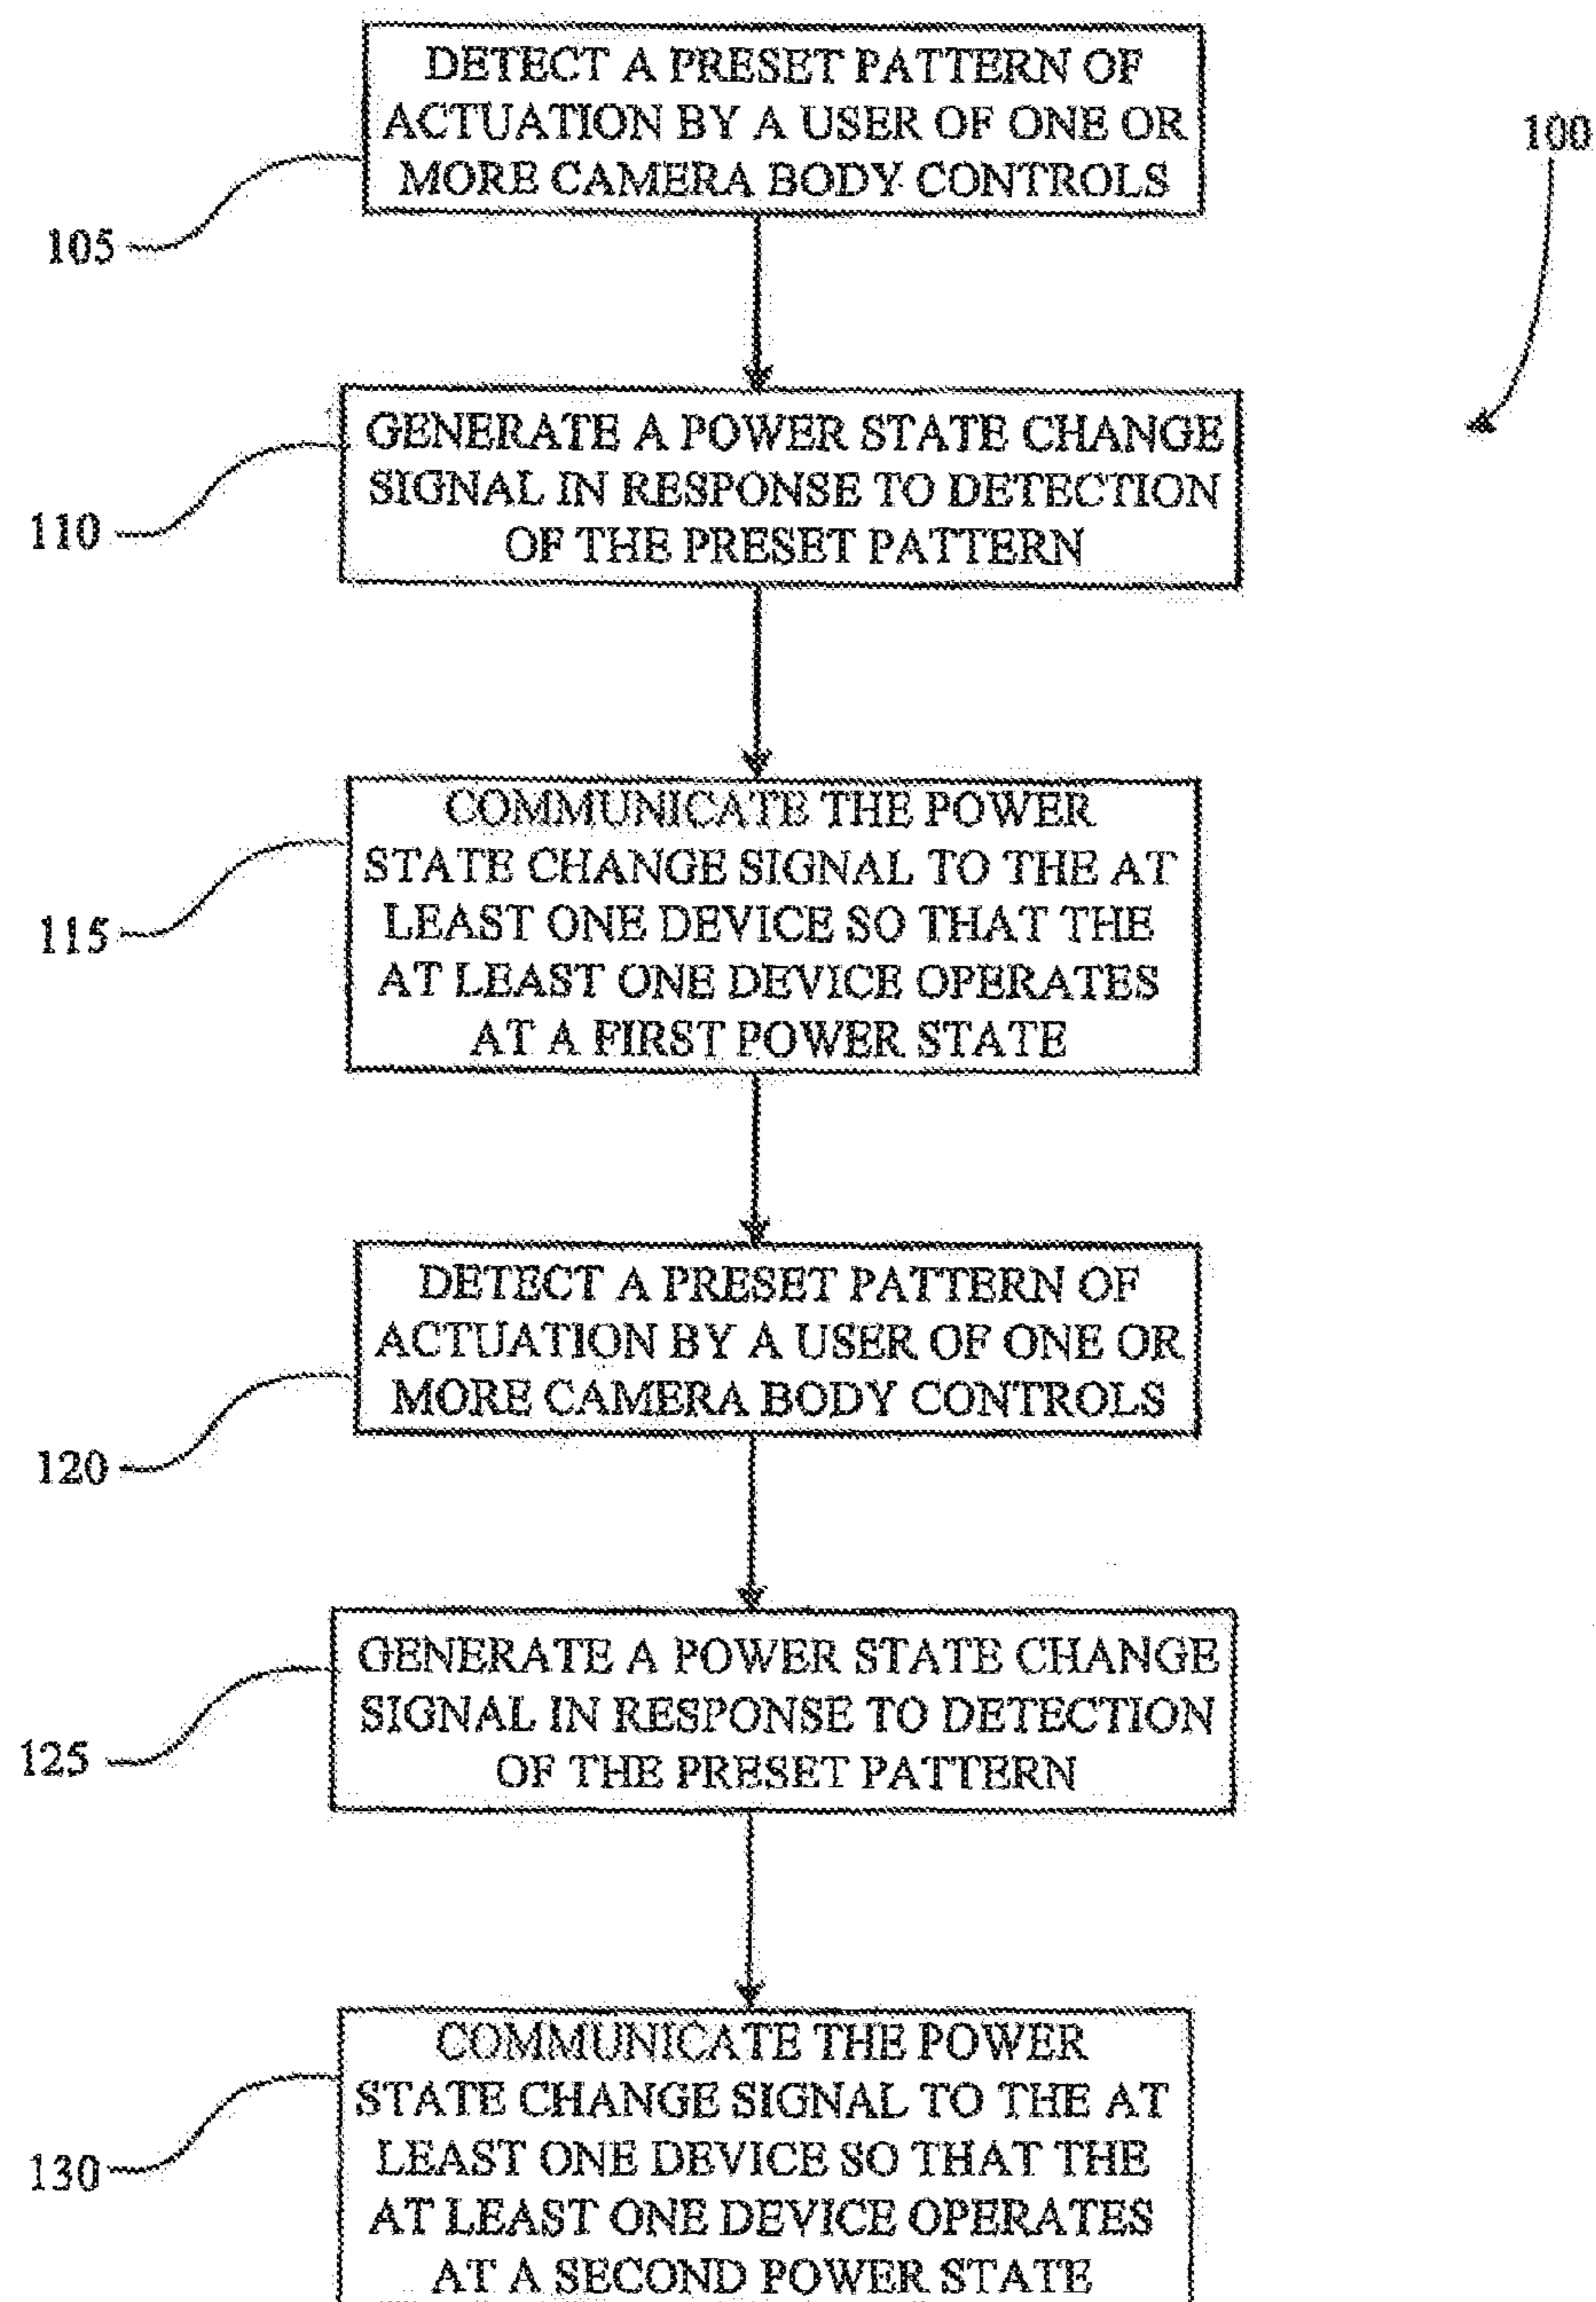 DETECT A PRESET PATTERN OF
ACTUATION BY A USER OF ONE OR
MORE CAMERA BODY CONTROLS
100
105
GENERATE A POWER STATE CHANGE
SIGNAL IN RESPONSE TO DETECTION
OF THE PRESET PATTERN
110
COMMUNICATE THE POWER
STATE CHANGE SIGNAL TO THE AT
LEAST ONE DEVICE SO THAT THE
AT LEAST ONE DEVICE OPERATES
AT A FIRST POWER STATE
115
DETECT A PRESET PATTERN OF
ACTUATION BY A USER OF ONE OR
MORE CAMERA BODY CONTROLS
120
GENERATE A POWER STATE CHANGE
SIGNAL IN RESPONSE TO DETECTION
OF THE PRESET PATTERN
125
COMMUNICATE THE POWER
STATE CHANGE SIGNAL TO THE AT
LEAST ONE DEVICE SO THAT THE
AT LEAST ONE DEVICE OPERATES
AT A SECOND POWER STATE
130